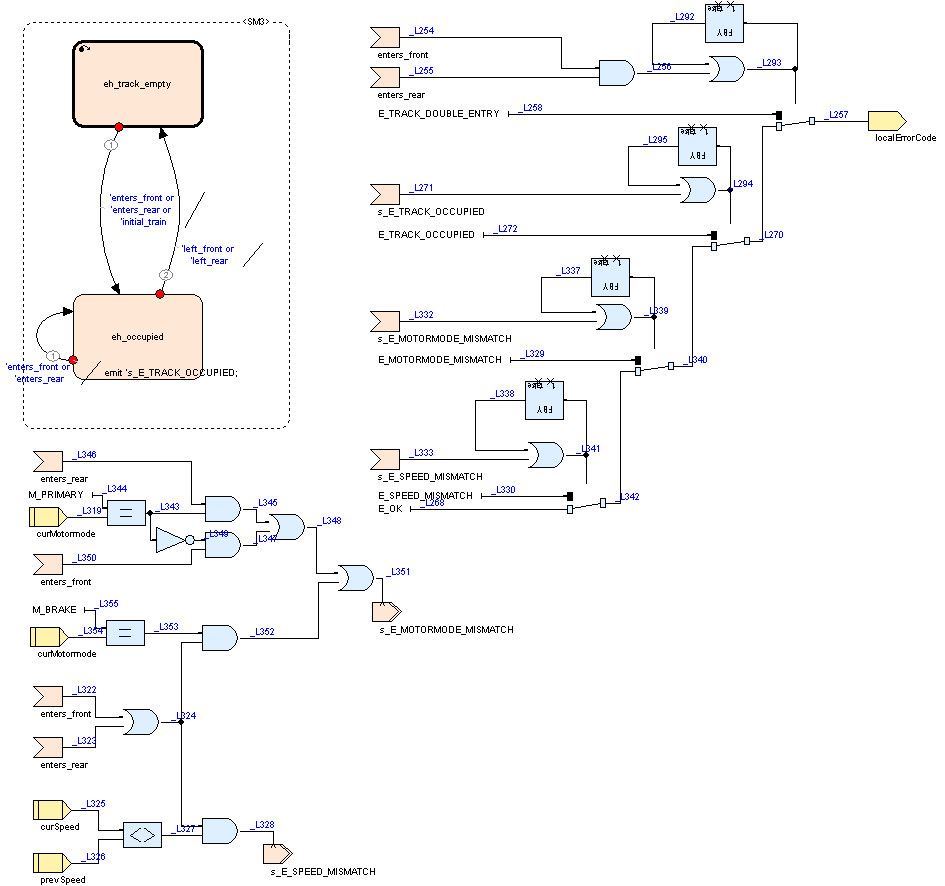 <SM3>
eh_track_empty
1
'enters_front or
'enters_rear or
'initial_train
'left_front or
'left_rear
2
eh_occupied
1
'enters_front or
'enters_rear
emit 's_E_TRACK_OCCUPIED;
_L254
enters_front
_L255
enters_rear
_L256
_L292
FBY
_L293
E_TRACK_DOUBLE_ENTRY
_L258
_L257
localErrorCode
_L295
FBY
_L294
_L271
s_E_TRACK_OCCUPIED
E_TRACK_OCCUPIED
_L272
_L270
_L337
FBY
_L339
_L332
s_E_MOTORMODE_MISMATCH
E_MOTORMODE_MISMATCH
_L329
_L340
_L338
FBY
_L341
_L333
s_E_SPEED_MISMATCH
E_SPEED_MISMATCH
_L330
E_OK
_L268
_L342
_L346
enters_rear
M_PRIMARY
_L344
_L319
curMotormode
_L343
_L345
_L349
_L347
_L348
_L350
enters_front
_L351
s_E_MOTORMODE_MISMATCH
M_BRAKE
_L355
_L354
curMotormode
_L353
_L352
_L322
enters_front
_L324
_L323
enters_rear
_L325
curSpeed
<>
_L327
_L328
_L326
prevSpeed
s_E_SPEED_MISMATCH